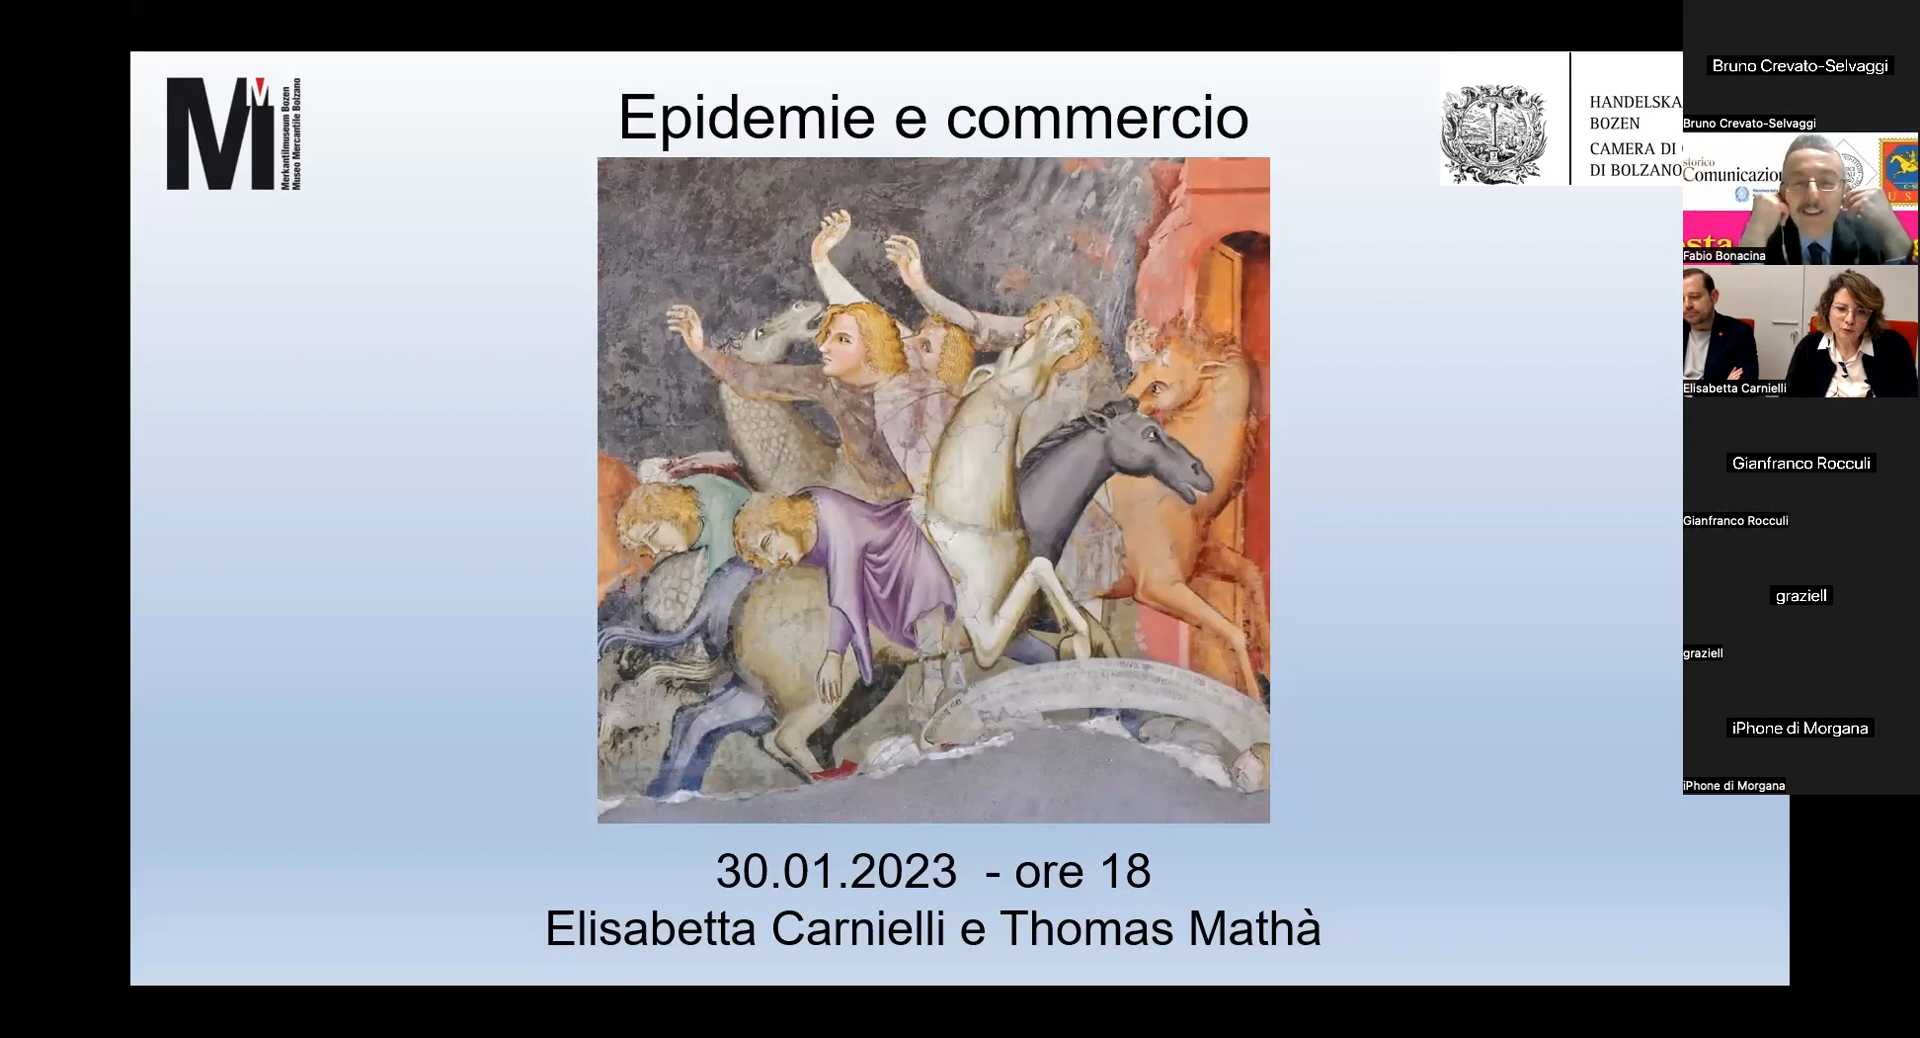 Merkantilmuseum Bozen
Museo Mercantile Bolzano
Epidemie e commercio
HANDELSKA
BOZEN
CAMERA DI
DI BOLZANO
30.01.2023 - ore 18
Elisabetta Carnielli e Thomas Mathà
Bruno Crevato-Selvaggi
Bruno Crevato-Selvaggi
storico
Comunicazion
sta
Fabio Bonacina
Elisabetta Carnielli
Gianfranco Rocculi
Gianfranco Rocculi
graziell
graziell
iPhone di Morgana
iPhone di Morgana